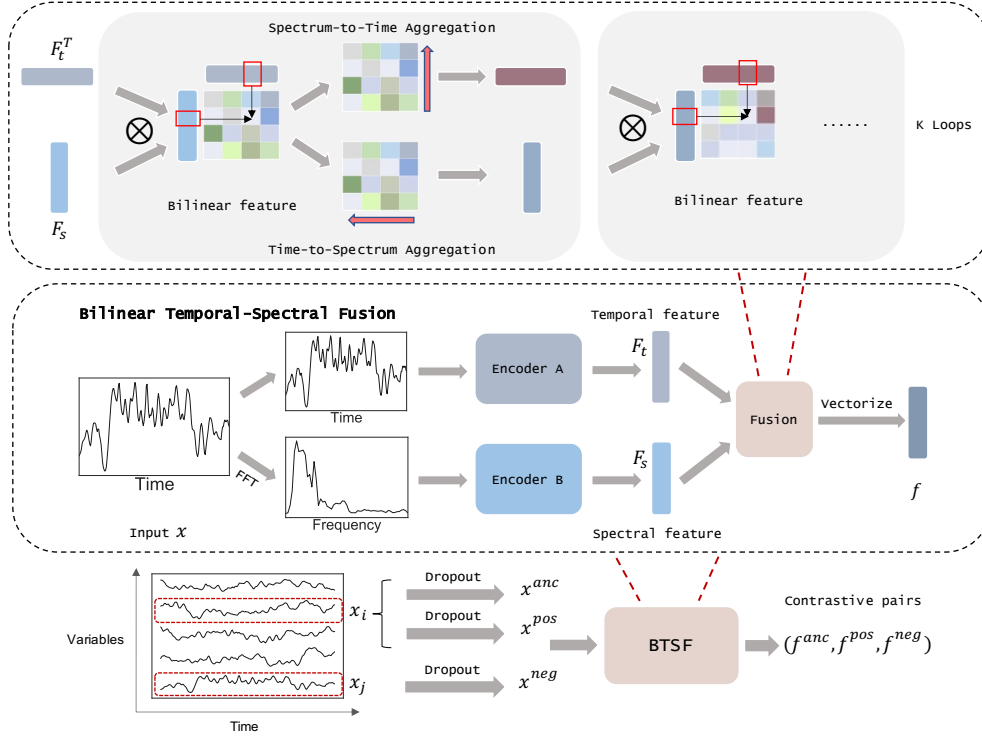 Spectrum-to-Time Aggregation
F_t^T
⊗
⊗
......
K Loops
Bilinear feature
Bilinear feature
F_s
Time-to-Spectrum Aggregation
Bilinear Temporal-Spectral Fusion
Temporal feature
F_t
Encoder A
Time
Fusion
Vectorize
FFT
F_s
Encoder B
Time
f
Frequency
Input x
Spectral feature
Dropout
x^{anc}
Contrastive pairs
x_i
Dropout
x^{pos}
Variables
BTSF
(f^{anc}, f^{pos}, f^{neg})
Dropout
x_j
x^{neg}
Time